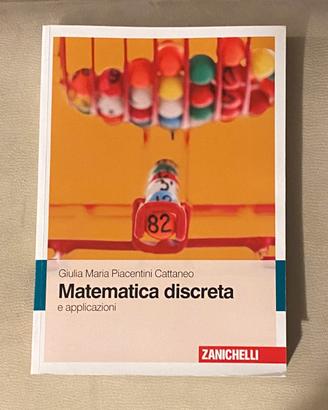 82
Giulia Maria Piacentini Cattaneo
Matematica discreta
e applicazioni
ZANICHELLI